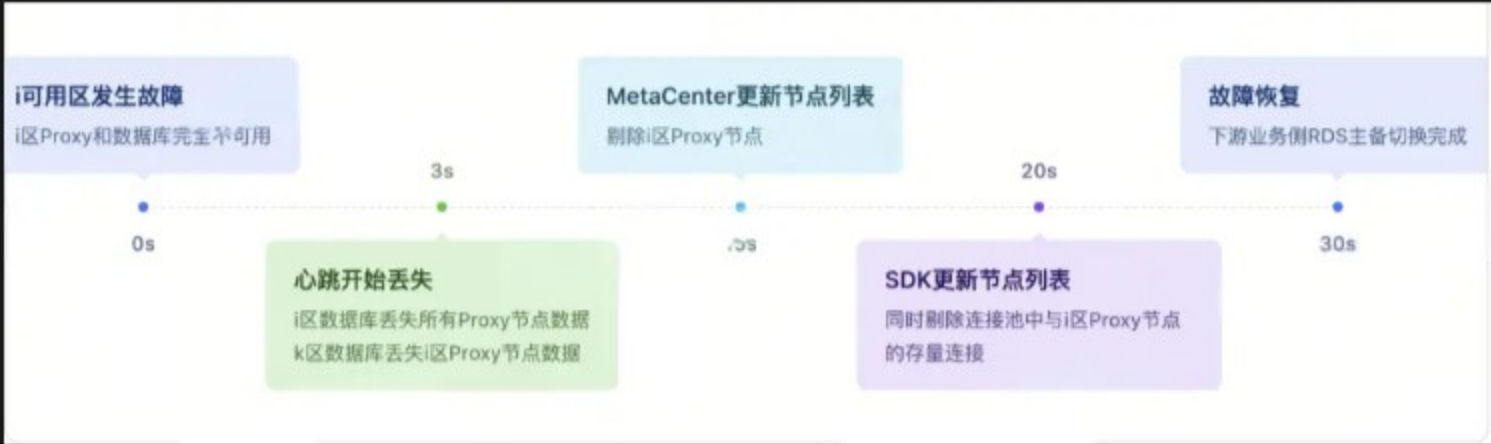 i可用区发生故障
i区Proxy和数据库完全不可用
0s
3s
心跳开始丢失
i区数据库丢失所有Proxy节点数据
k区数据库丢失i区Proxy节点数据
MetaCenter更新节点列表
剔除i区Proxy节点
5s
20s
SDK更新节点列表
同时剔除连接池中与i区Proxy节点
的存量连接
故障恢复
下游业务侧RDS主备切换完成
30s